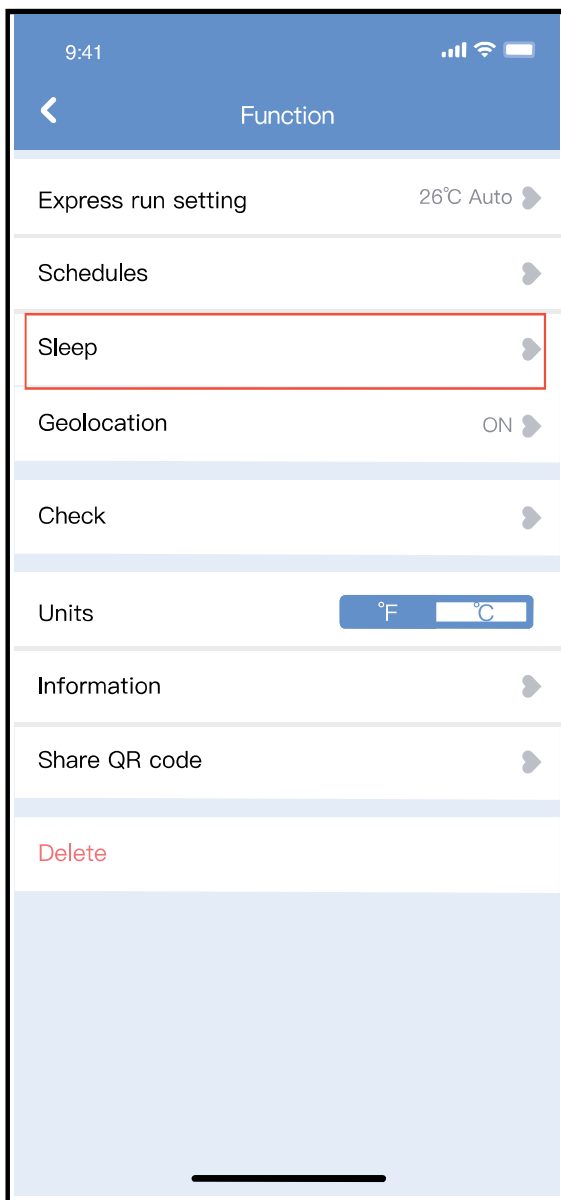 9:41
Function
Express run setting 26℃ Auto
Schedules
Sleep
Geolocation ON
Check
Units ℉ ℃
Information
Share QR code
Delete